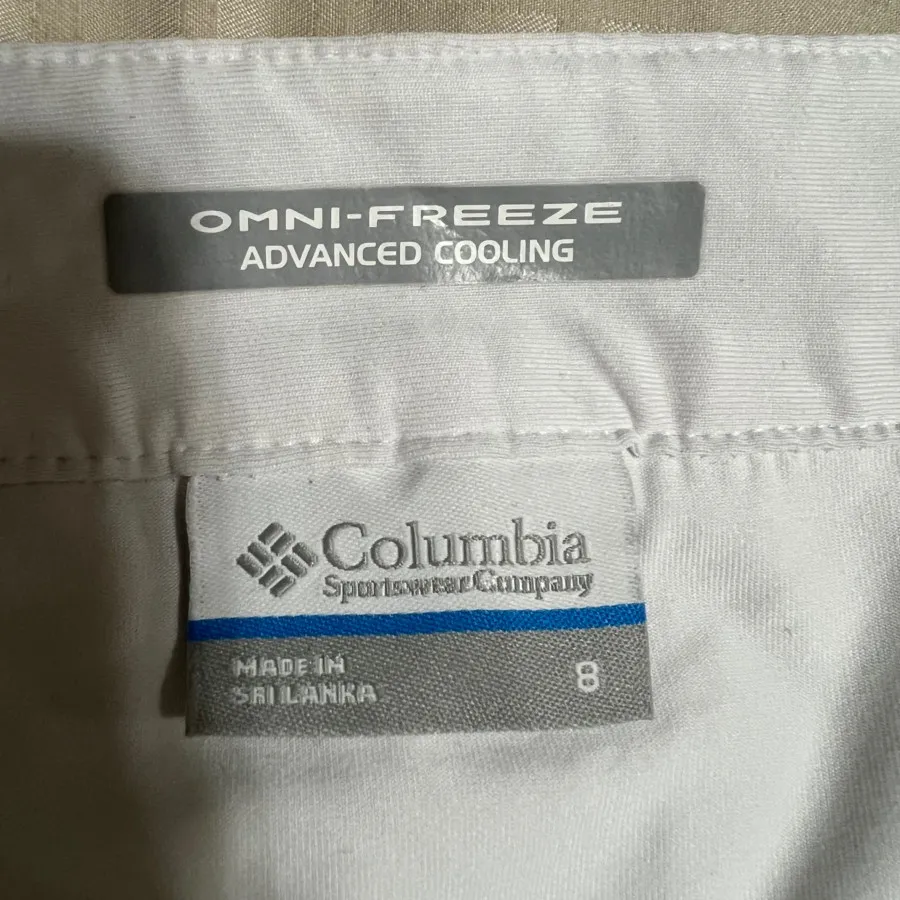 OMNI-FREEZE
ADVANCED COOLING
Columbia
Sportswear Company
MADE IN
SRI LANKA
8